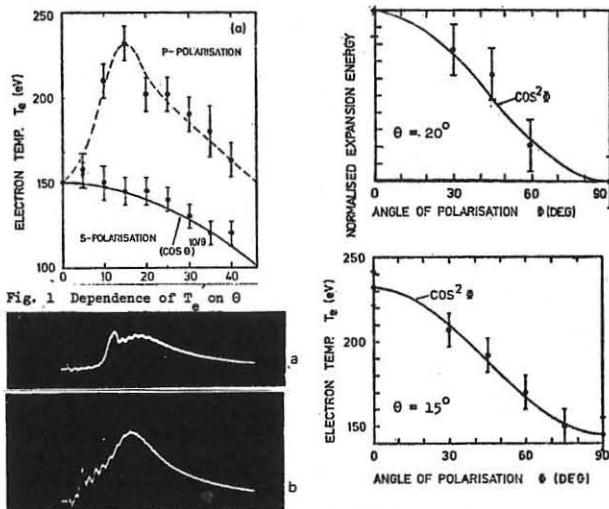 (a)
P-POLARISATION
250
200
150
100
ELECTRON TEMP. Te (eV)
S-POLARISATION
(COS θ)^10/9
0 10 20 30 40
Fig. 1 Dependence of Te on θ
a
b
NORMALISED EXPANSION ENERGY
COS²Φ
θ = 20°
0 30 60 90
ANGLE OF POLARISATION Φ (DEG)
ELECTRON TEMP. Te (eV)
COS²Φ
250
200
150
θ = 15°
0 30 60 90
ANGLE OF POLARISATION Φ (DEG)